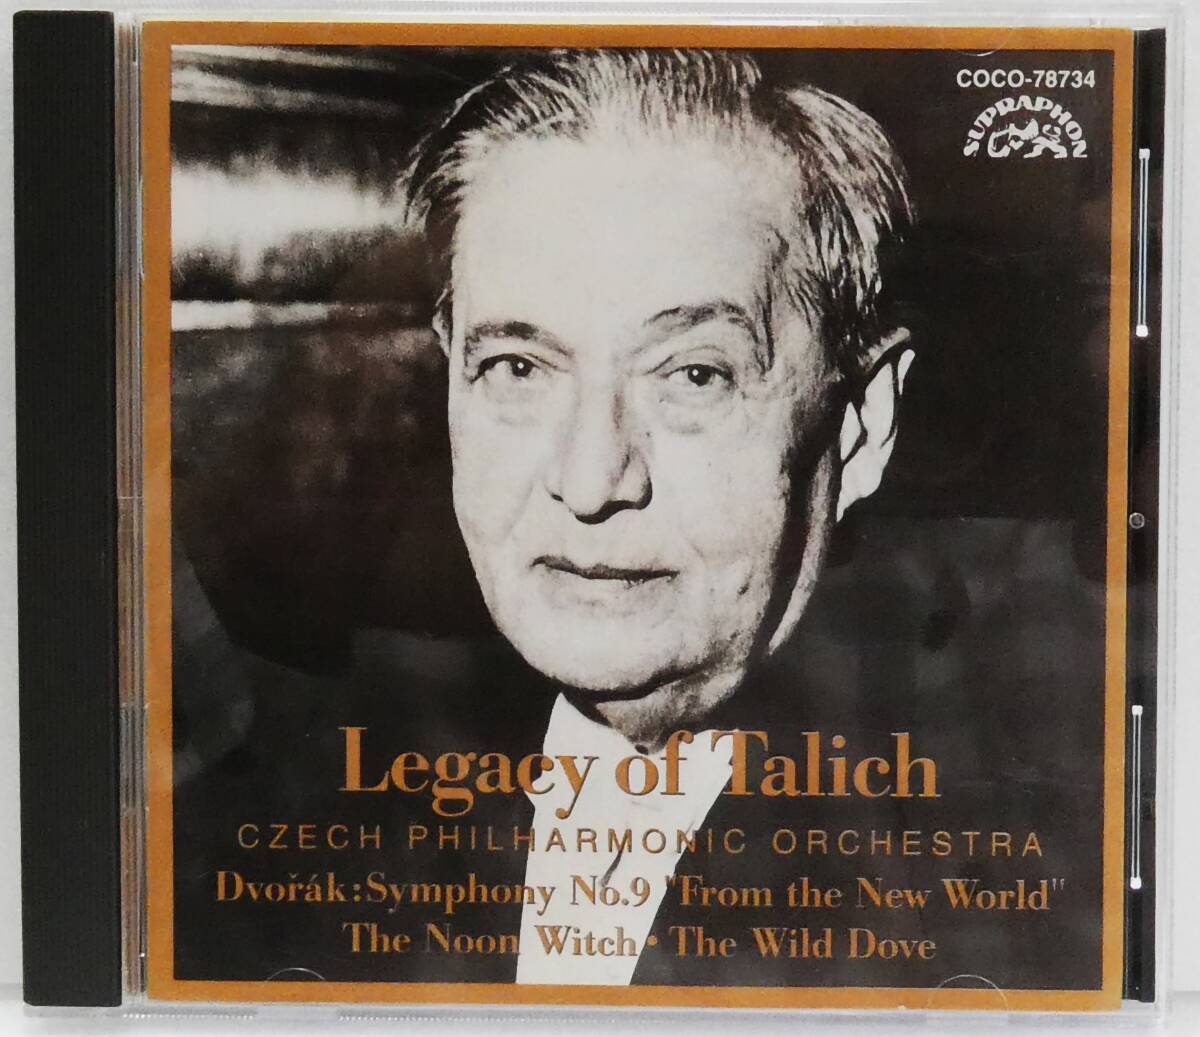 COCO-78734
SUPRAPHON
Legacy of Talich
CZECH PHILHARMONIC ORCHESTRA
Dvořák:Symphony No.9 "From the New World"
The Noon Witch・The Wild Dove